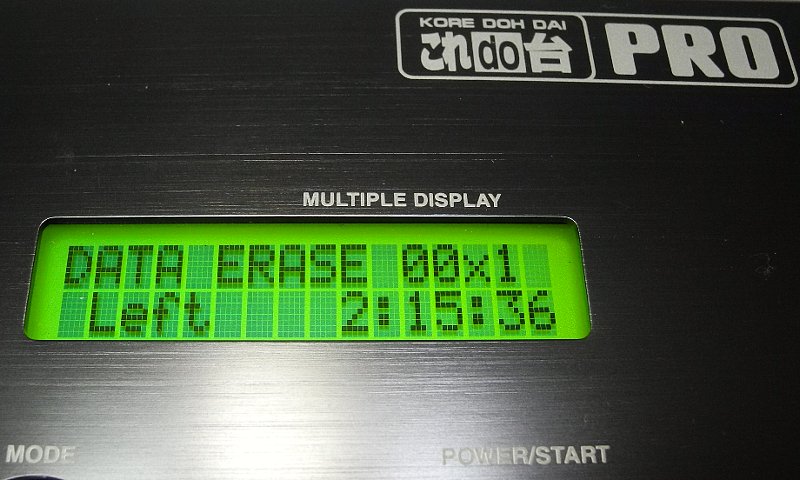 KORE DOH DAI
これdo台 PRO
MULTIPLE DISPLAY
DATA ERASE 00x1
Left 2:15:36
MODE POWER/START